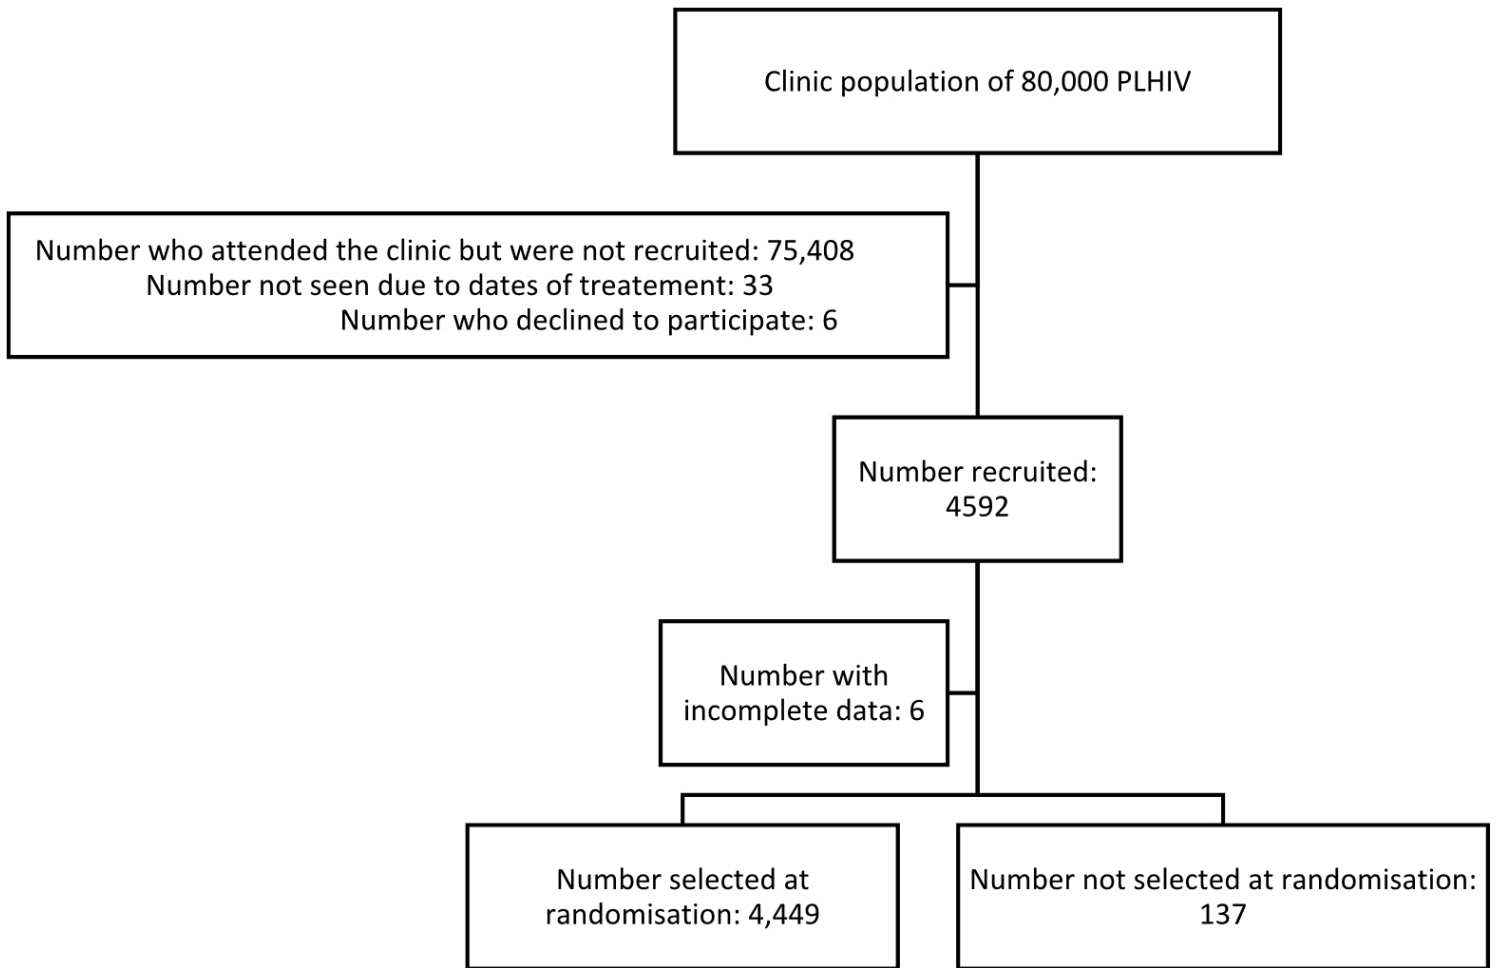 Clinic population of 80,000 PLHIV
Number who attended the clinic but were not recruited: 75,408
Number not seen due to dates of treatement: 33
Number who declined to participate: 6
Number recruited:
4592
Number with
incomplete data: 6
Number selected at
randomisation: 4,449
Number not selected at randomisation:
137